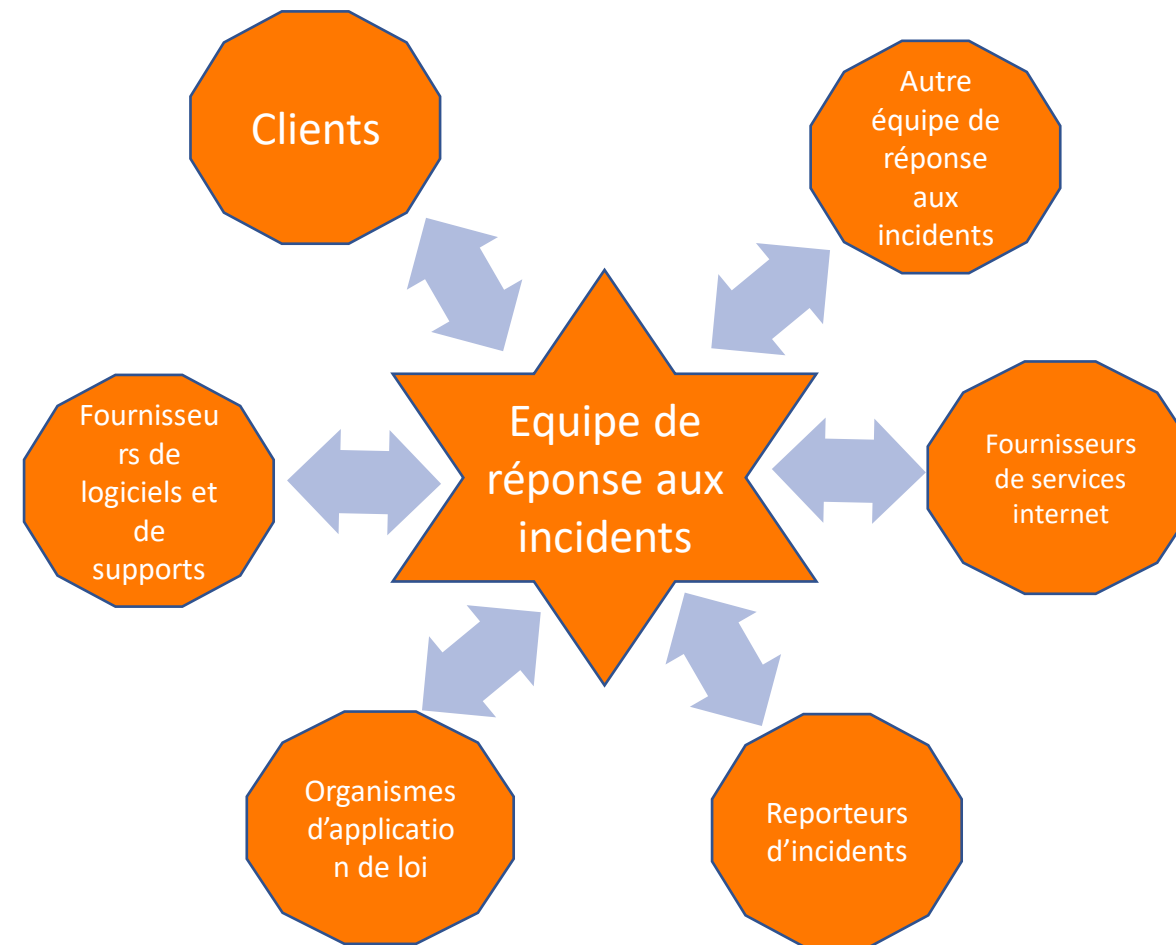 Clients
Autre
équipe de
réponse
aux
incidents
Equipe de
réponse aux
incidents
Fournisseu
rs de
logiciels et
de
supports
Fournisseurs
de services
internet
Organismes
d’applicatio
n de loi
Reporteurs
d’incidents